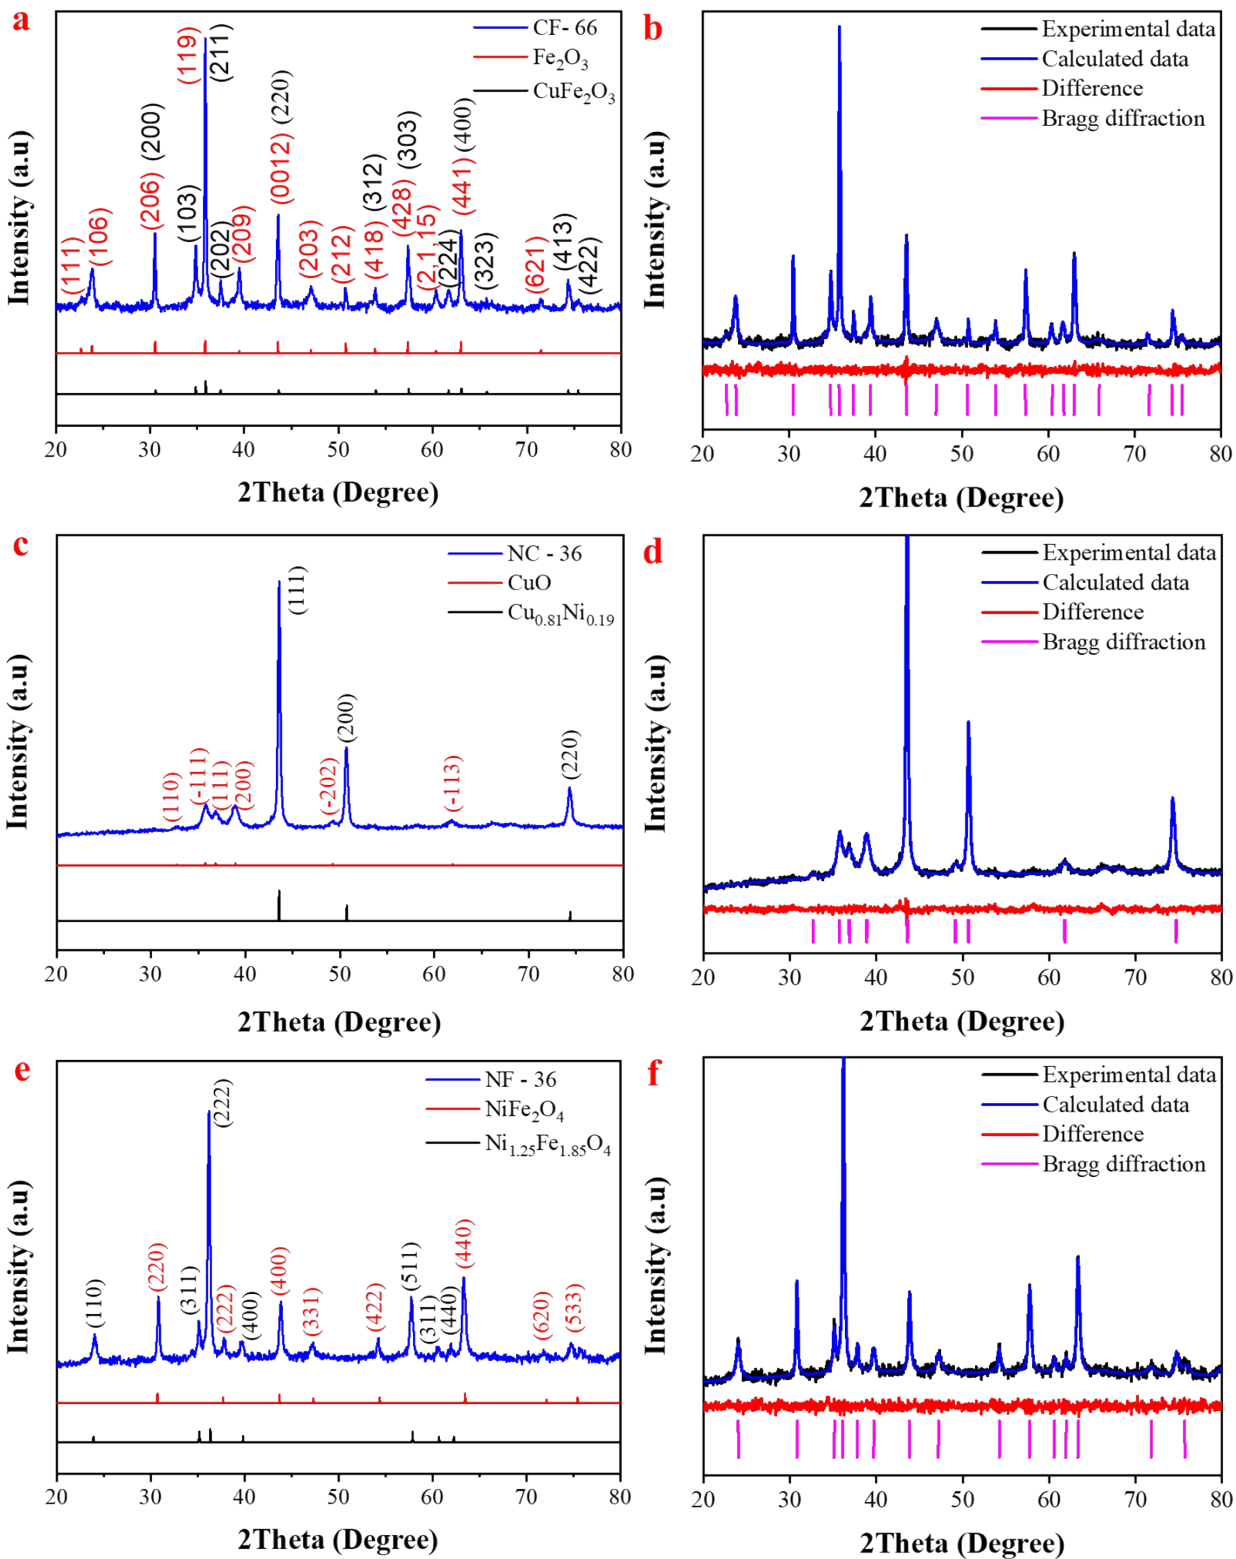 a
CF- 66
Fe2O3
CuFe2O3
(111)
(106)
(206) (200)
(103)
(119)
(211)
(202)
(209)
(0012) (220)
(203)
(212)
(418) (312)
(428) (303)
(2,1,15)
(224)
(441) (400)
(323)
(621)
(413)
(422)
Intensity (a.u)
20 30 40 50 60 70 80
2Theta (Degree)
b
Experimental data
Calculated data
Difference
Bragg diffraction
Intensity (a.u)
20 30 40 50 60 70 80
2Theta (Degree)
c
NC - 36
CuO
Cu0.81Ni0.19
(110)
(-111)
(111)
(200)
(111)
(-202)
(200)
(-113)
(220)
Intensity (a.u)
20 30 40 50 60 70 80
2Theta (Degree)
d
Experimental data
Calculated data
Difference
Bragg diffraction
Intensity (a.u)
20 30 40 50 60 70 80
2Theta (Degree)
e
NF - 36
NiFe2O4
Ni1.25Fe1.85O4
(110)
(220)
(311)
(222)
(222)
(400)
(400)
(331)
(422)
(511)
(311)
(440)
(440)
(620)
(533)
Intensity (a.u)
20 30 40 50 60 70 80
2Theta (Degree)
f
Experimental data
Calculated data
Difference
Bragg diffraction
Intensity (a.u)
20 30 40 50 60 70 80
2Theta (Degree)